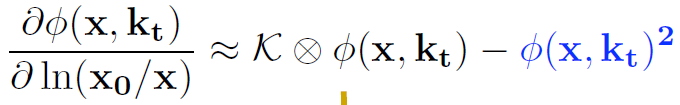 ∂ϕ(x, k_t) / ∂ ln(x_0/x) ≈ K ⊗ ϕ(x, k_t) − ϕ(x, k_t)^2